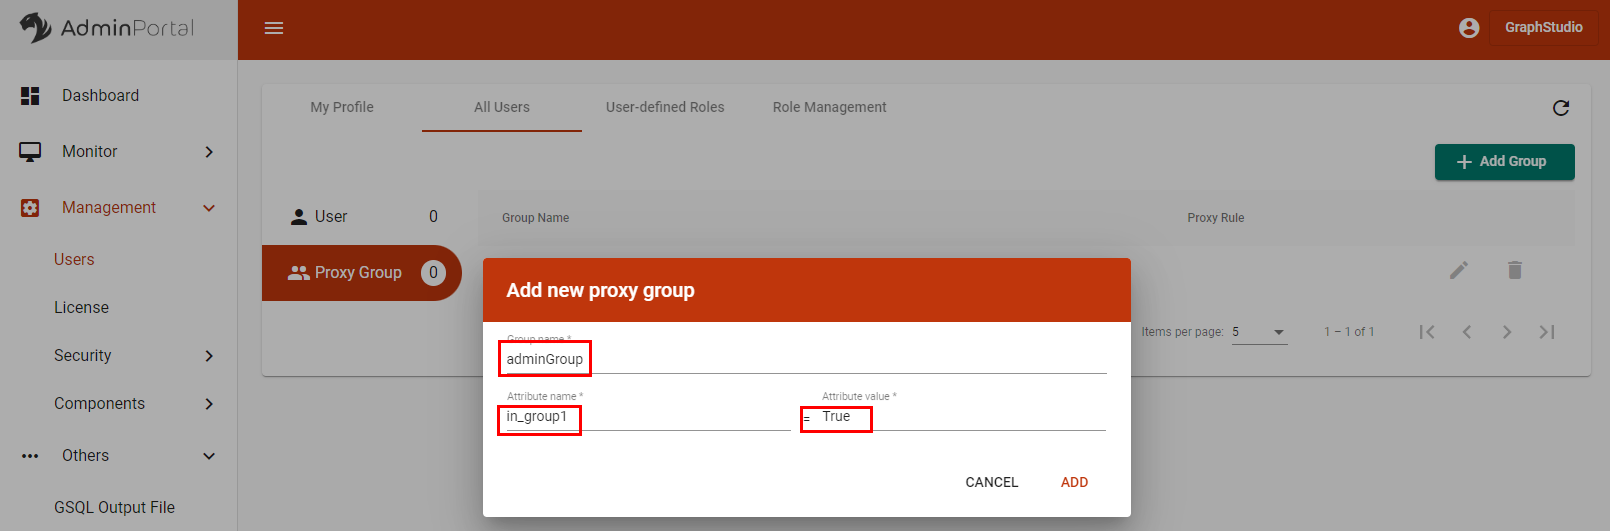 AdminPortal
GraphStudio
Dashboard
Monitor
Management
Users
License
Security
Components
Others
GSQL Output File
My Profile
All Users
User-defined Roles
Role Management
Add Group
User 0
Proxy Group 0
Group Name
Proxy Rule
Items per page: 5
1 – 1 of 1
Add new proxy group
Group name *
adminGroup
Attribute name *
in_group1
=
Attribute value *
True
CANCEL
ADD